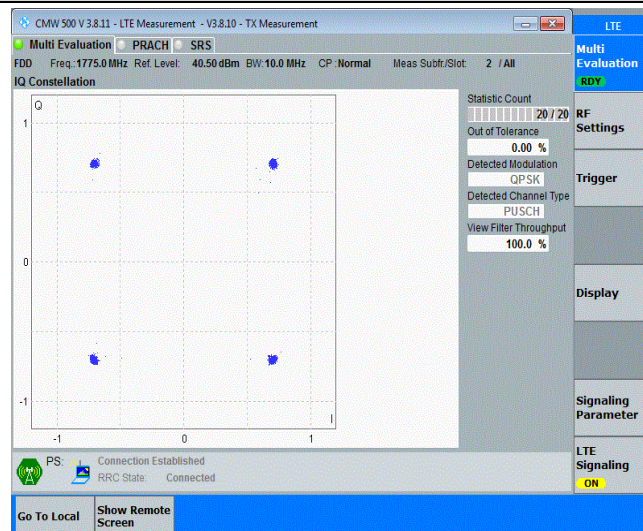 CMW 500 V 3.8.11 - LTE Measurement - V3.8.10 - TX Measurement
LTE
Multi Evaluation PRACH SRS
FDD Freq.:1775.0 MHz Ref. Level: 40.50 dBm BW:10.0 MHz CP :Normal Meas Subfr./Slot: 2 / All
IQ Constellation
Q
1
0
-1
I
-1 0 1
Statistic Count
20 / 20
Out of Tolerance
0.00 %
Detected Modulation
QPSK
Detected Channel Type
PUSCH
View Filter Throughput
100.0 %
Multi
Evaluation
RDY
RF
Settings
Trigger
Display
Signaling
Parameter
LTE
Signaling
ON
PS: Connection Established
RRC State: Connected
Go To Local
Show Remote
Screen